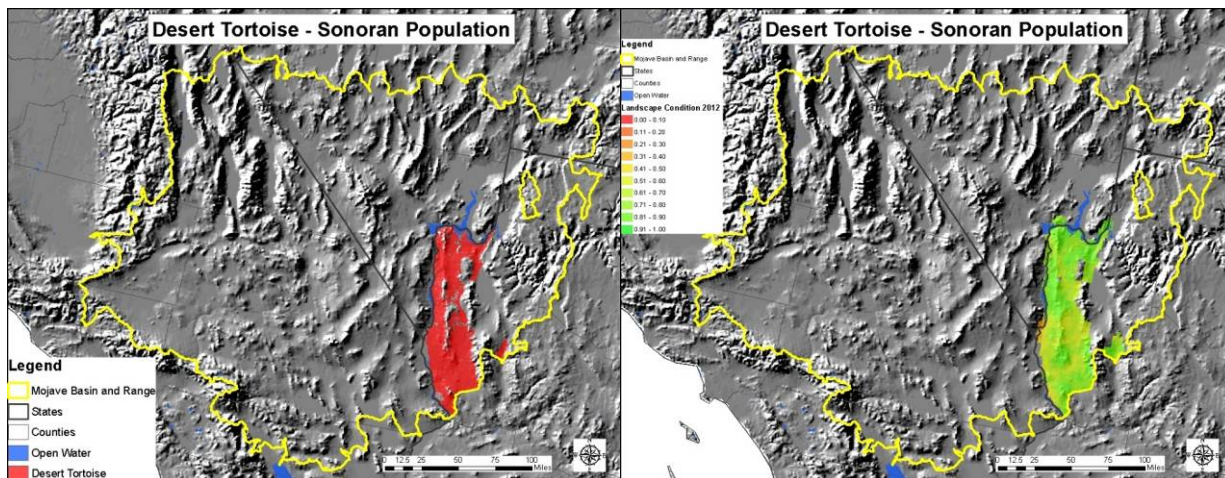 Desert Tortoise - Sonoran Population
Legend
Mojave Basin and Range
States
Counties
Open Water
Desert Tortoise
0 12.5 25 50 75 100
Miles
Desert Tortoise - Sonoran Population
Legend
Mojave Basin and Range
States
Counties
Open Water
Landscape Condition 2012
0.00 - 0.10
0.11 - 0.20
0.21 - 0.30
0.31 - 0.40
0.41 - 0.50
0.51 - 0.60
0.61 - 0.70
0.71 - 0.80
0.81 - 0.90
0.91 - 1.00
0 12.5 25 50 75 100
Miles